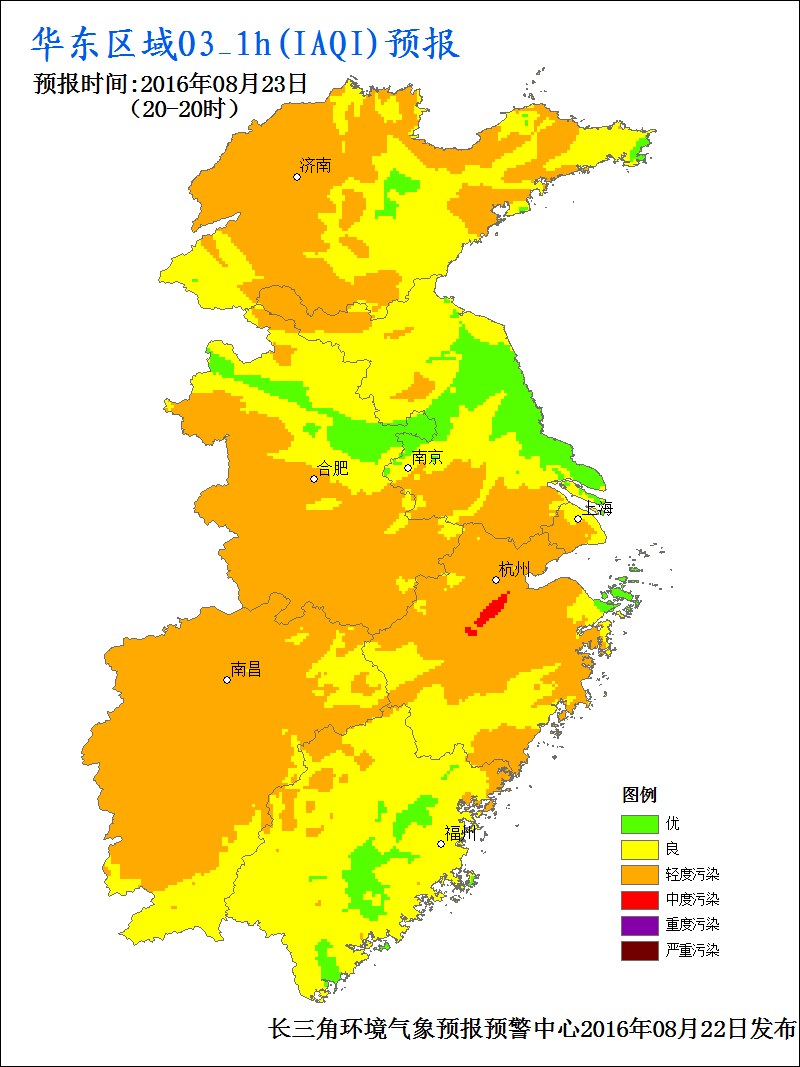 华东区域O3_1h(IAQI)预报
预报时间:2016年08月23日
（20-20时）
济南
南京
合肥
上海
杭州
南昌
福州
图例
优
良
轻度污染
中度污染
重度污染
严重污染
长三角环境气象预报预警中心2016年08月22日发布